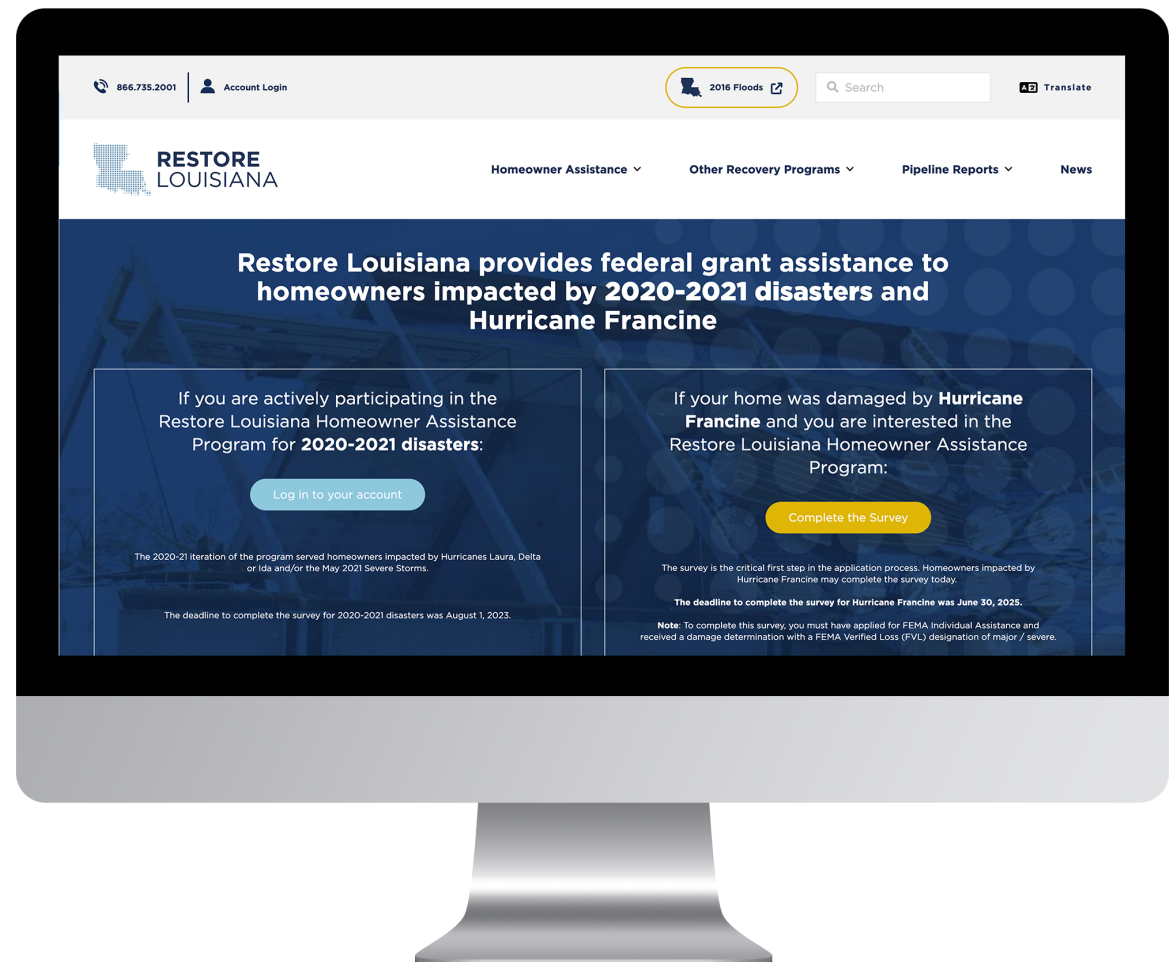 866.735.2001
Account Login
2016 Floods
Search
Translate
RESTORE
LOUISIANA
Homeowner Assistance
Other Recovery Programs
Pipeline Reports
News
Restore Louisiana provides federal grant assistance to
homeowners impacted by 2020-2021 disasters and
Hurricane Francine
If you are actively participating in the
Restore Louisiana Homeowner Assistance
Program for 2020-2021 disasters:
Log in to your account
The 2020-21 iteration of the program served homeowners impacted by Hurricanes Laura, Delta
or Ida and/or the May 2021 Severe Storms.
The deadline to complete the survey for 2020-2021 disasters was August 1, 2023.
If your home was damaged by Hurricane
Francine and you are interested in the
Restore Louisiana Homeowner Assistance
Program:
Complete the Survey
The survey is the critical first step in the application process. Homeowners impacted by
Hurricane Francine may complete the survey today.
The deadline to complete the survey for Hurricane Francine was June 30, 2025.
Note: To complete this survey, you must have applied for FEMA Individual Assistance and
received a damage determination with a FEMA Verified Loss (FVL) designation of major / severe.